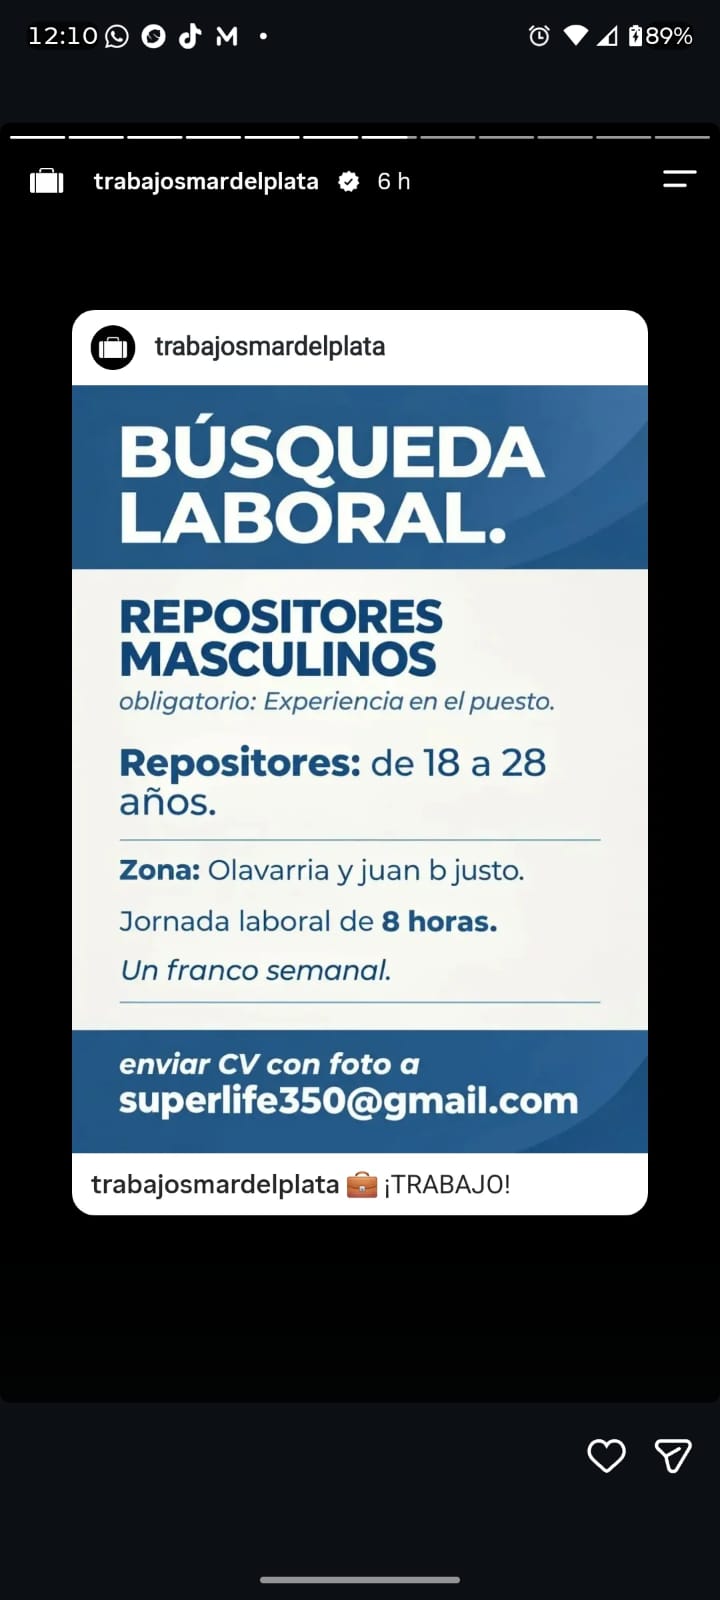 12:10 89%
trabajosmardelplata 6 h
trabajosmardelplata
BÚSQUEDA
LABORAL.
REPOSITORES
MASCULINOS
obligatorio: Experiencia en el puesto.
Repositores: de 18 a 28
años.
Zona: Olavarria y juan b justo.
Jornada laboral de 8 horas.
Un franco semanal.
enviar CV con foto a
superlife350@gmail.com
trabajosmardelplata 💼 ¡TRABAJO!